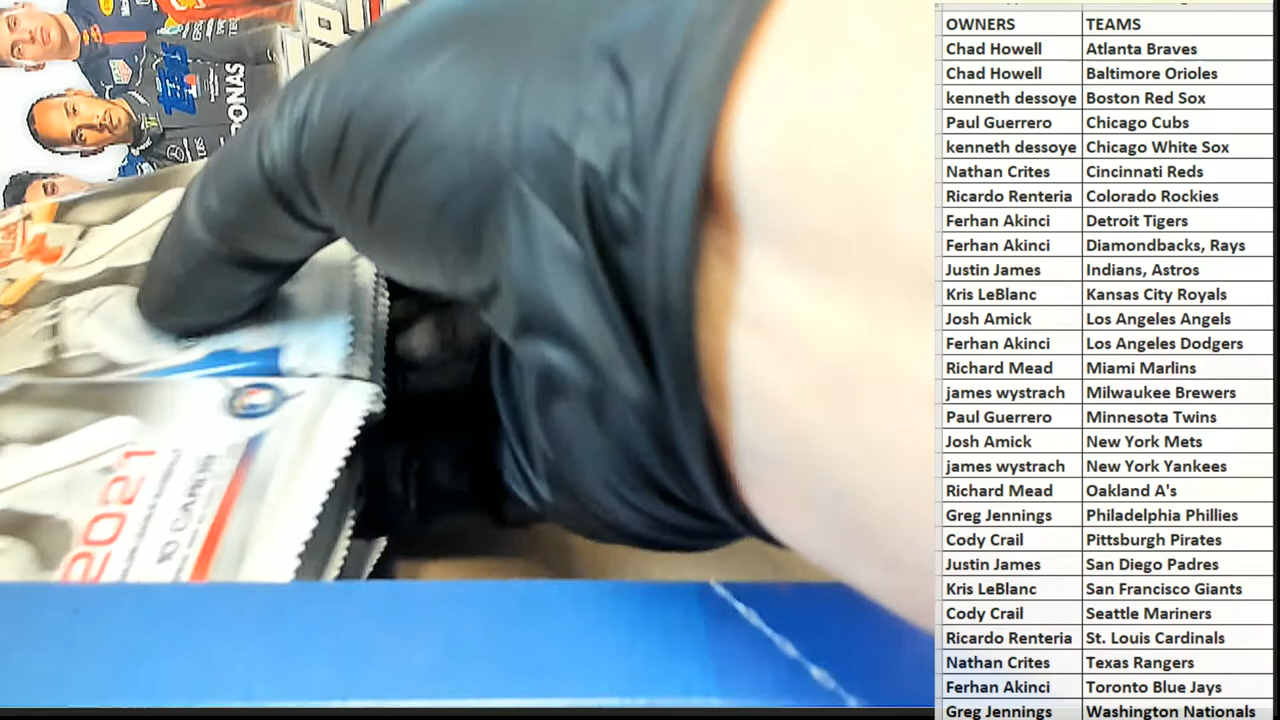 RONAS
2021
10 CARDS
OWNERS TEAMS
Chad Howell Atlanta Braves
Chad Howell Baltimore Orioles
kenneth dessoye Boston Red Sox
Paul Guerrero Chicago Cubs
kenneth dessoye Chicago White Sox
Nathan Crites Cincinnati Reds
Ricardo Renteria Colorado Rockies
Ferhan Akinci Detroit Tigers
Ferhan Akinci Diamondbacks, Rays
Justin James Indians, Astros
Kris LeBlanc Kansas City Royals
Josh Amick Los Angeles Angels
Ferhan Akinci Los Angeles Dodgers
Richard Mead Miami Marlins
james wystrach Milwaukee Brewers
Paul Guerrero Minnesota Twins
Josh Amick New York Mets
james wystrach New York Yankees
Richard Mead Oakland A's
Greg Jennings Philadelphia Phillies
Cody Crail Pittsburgh Pirates
Justin James San Diego Padres
Kris LeBlanc San Francisco Giants
Cody Crail Seattle Mariners
Ricardo Renteria St. Louis Cardinals
Nathan Crites Texas Rangers
Ferhan Akinci Toronto Blue Jays
Greg Jennings Washington Nationals